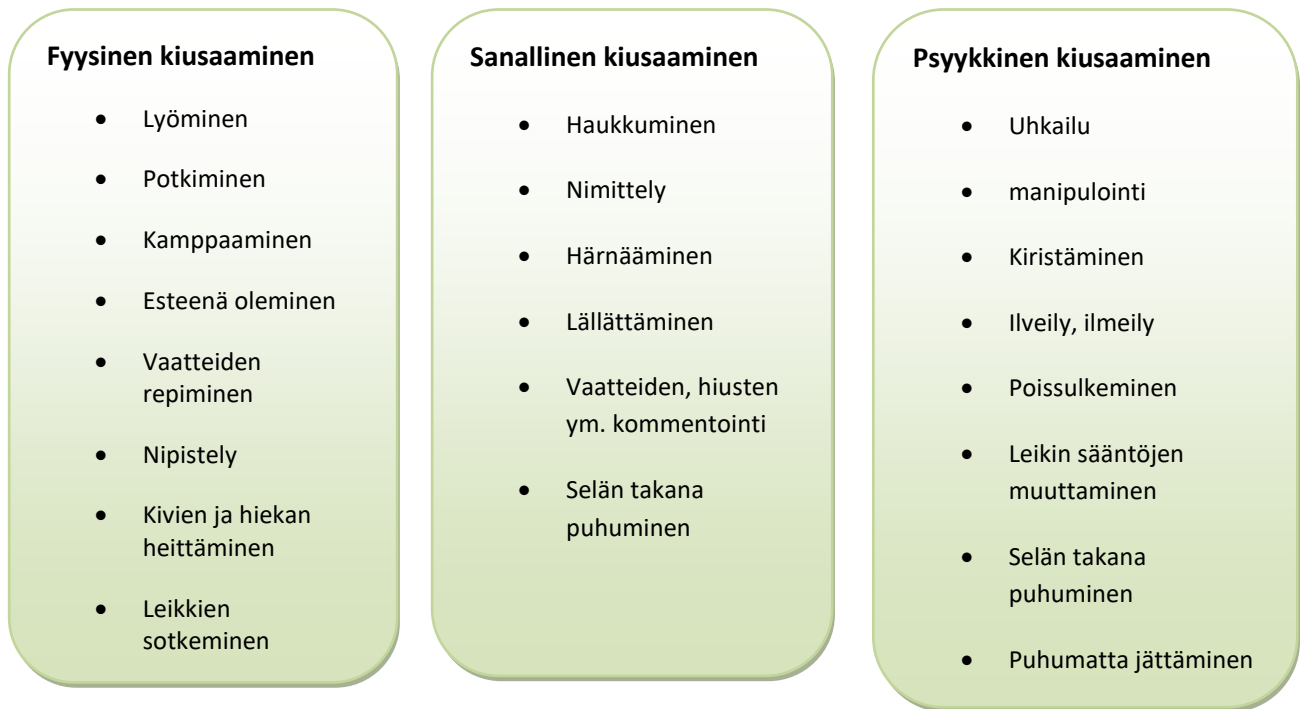 Fyysinen kiusaaminen
• Lyöminen
• Potkiminen
• Kamppaaminen
• Esteenä oleminen
• Vaatteiden
repiminen
• Nipistely
• Kivien ja hiekan
heittäminen
• Leikkien
sotkeminen
Sanallinen kiusaaminen
• Haukkuminen
• Nimittely
• Härnääminen
• Lällättäminen
• Vaatteiden, hiusten
ym. kommentointi
• Selän takana
puhuminen
Psyykkinen kiusaaminen
• Uhkailu
• manipulointi
• Kiristäminen
• Ilveily, ilmeily
• Poissulkeminen
• Leikin sääntöjen
muuttaminen
• Selän takana
puhuminen
• Puhumatta jättäminen